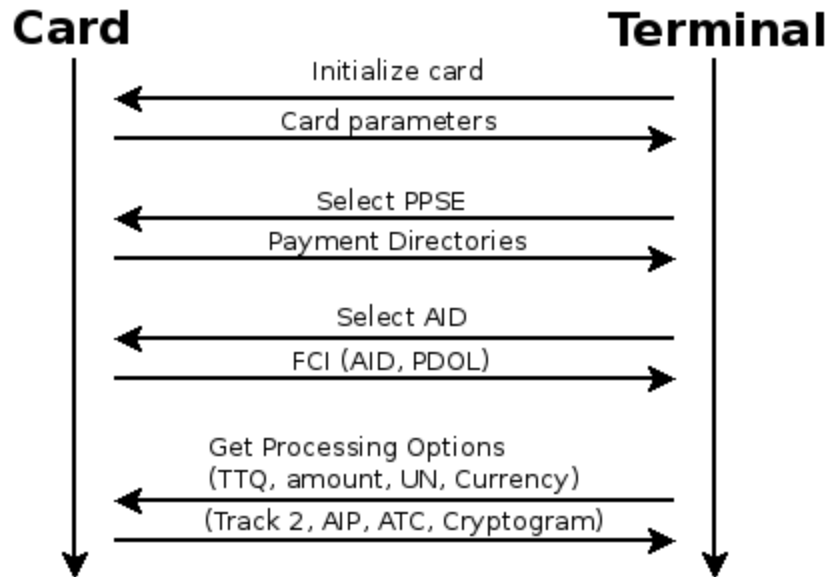 Card
Terminal
Initialize card
Card parameters
Select PPSE
Payment Directories
Select AID
FCI (AID, PDOL)
Get Processing Options
(TTQ, amount, UN, Currency)
(Track 2, AIP, ATC, Cryptogram)